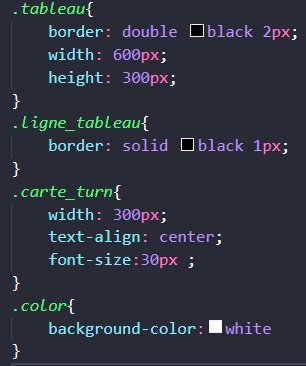 .tableau{
border: double black 2px;
width: 600px;
height: 300px;
}
.ligne_tableau{
border: solid black 1px;
}
.carte_turn{
width: 300px;
text-align: center;
font-size:30px ;
}
.color{
background-color: white
}